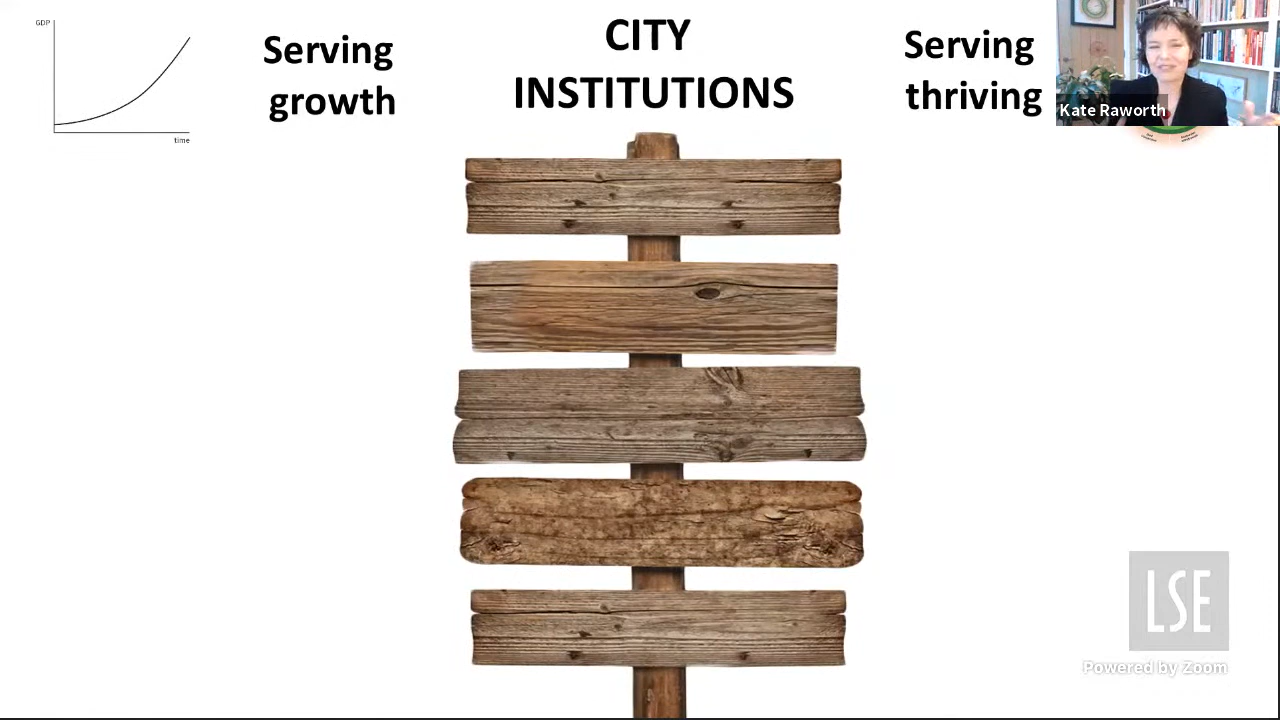 GDP
time
Serving
growth
CITY
INSTITUTIONS
Serving
thriving
Kate Raworth
LSE
Powered by Zoom